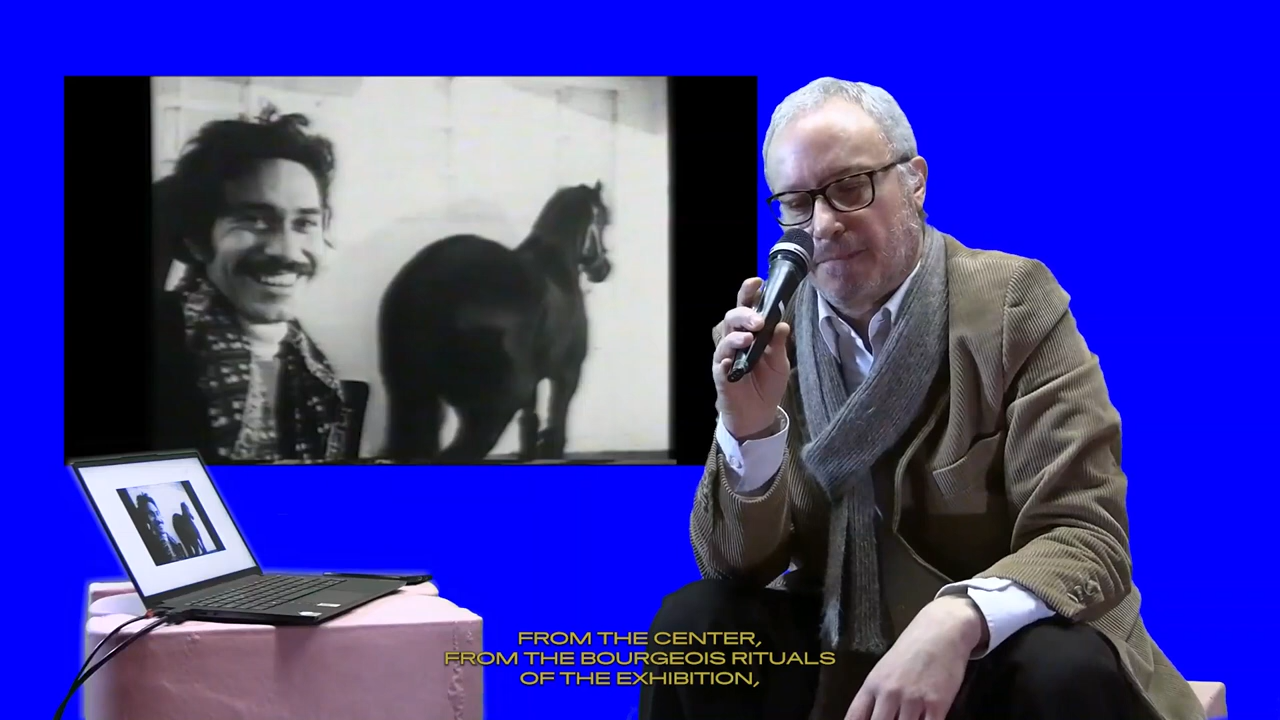 FROM THE CENTER,
FROM THE BOURGEOIS RITUALS
OF THE EXHIBITION,